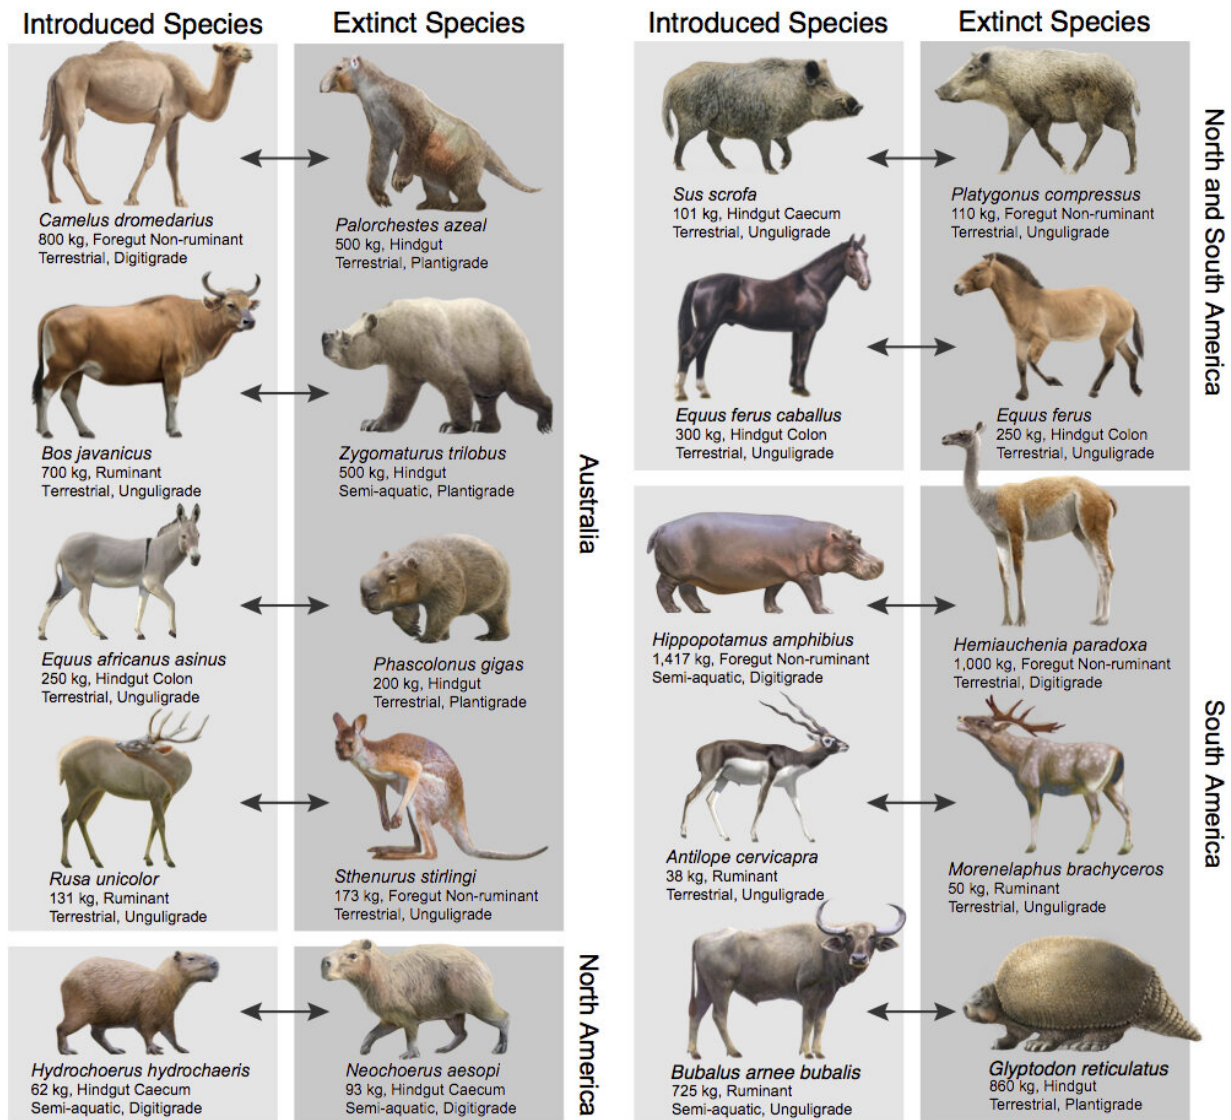 Introduced Species
Extinct Species
Camelus dromedarius
800 kg, Foregut Non-ruminant
Terrestrial, Digitigrade
Palorchestes azeal
500 kg, Hindgut
Terrestrial, Plantigrade
Bos javanicus
700 kg, Ruminant
Terrestrial, Unguligrade
Zygomaturus trilobus
500 kg, Hindgut
Semi-aquatic, Plantigrade
Equus africanus asinus
250 kg, Hindgut Colon
Terrestrial, Unguligrade
Phascolonus gigas
200 kg, Hindgut
Terrestrial, Plantigrade
Rusa unicolor
131 kg, Ruminant
Terrestrial, Unguligrade
Sthenurus stirlingi
173 kg, Foregut Non-ruminant
Terrestrial, Unguligrade
Australia
Hydrochoerus hydrochaeris
62 kg, Hindgut Caecum
Semi-aquatic, Digitigrade
Neochoerus aesopi
93 kg, Hindgut Caecum
Semi-aquatic, Digitigrade
North America
Introduced Species
Extinct Species
Sus scrofa
101 kg, Hindgut Caecum
Terrestrial, Unguligrade
Platygonus compressus
110 kg, Foregut Non-ruminant
Terrestrial, Unguligrade
Equus ferus caballus
300 kg, Hindgut Colon
Terrestrial, Unguligrade
Equus ferus
250 kg, Hindgut Colon
Terrestrial, Unguligrade
North and South America
Hippopotamus amphibius
1,417 kg, Foregut Non-ruminant
Semi-aquatic, Digitigrade
Hemiauchenia paradoxa
1,000 kg, Foregut Non-ruminant
Terrestrial, Digitigrade
Antilope cervicapra
38 kg, Ruminant
Terrestrial, Unguligrade
Morenelaphus brachyceros
50 kg, Ruminant
Terrestrial, Unguligrade
Bubalus arnee bubalis
725 kg, Ruminant
Semi-aquatic, Unguligrade
Glyptodon reticulatus
860 kg, Hindgut
Terrestrial, Plantigrade
South America